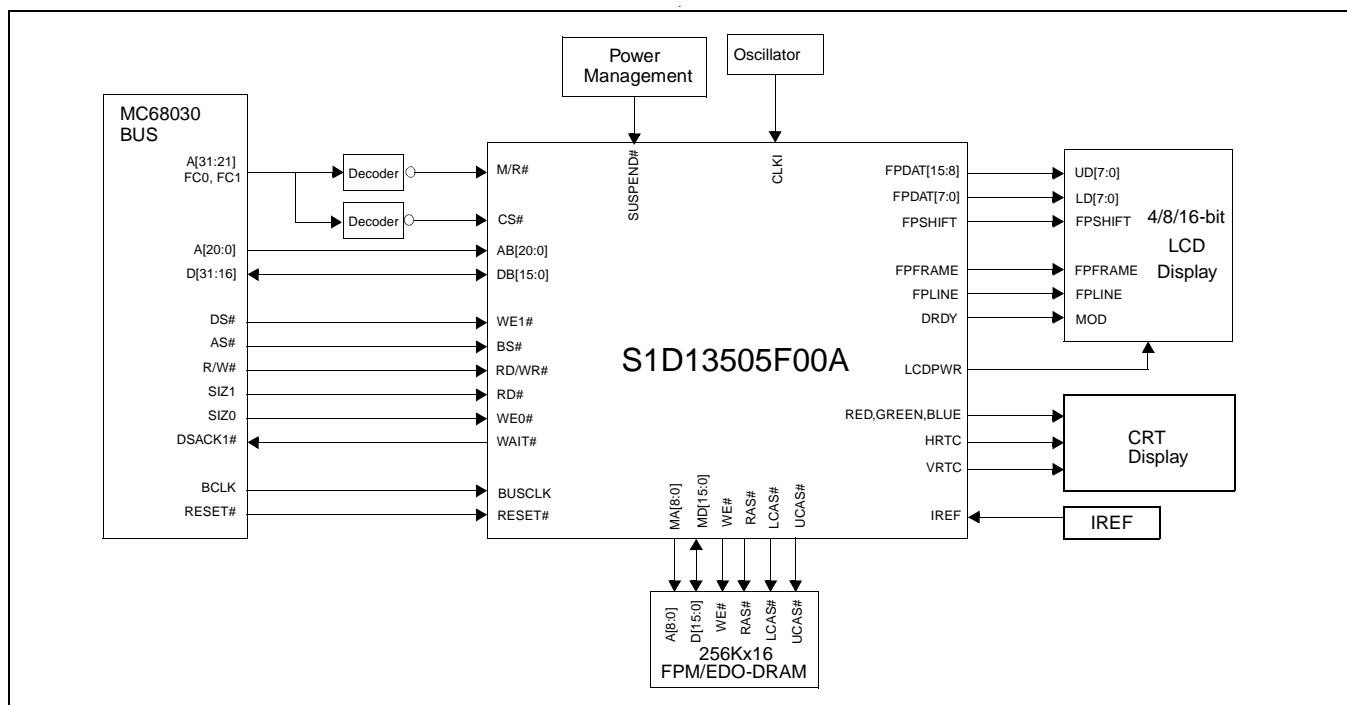 Power
Management
Oscillator
MC68030
BUS
A[31:21]
FC0, FC1
A[20:0]
D[31:16]
DS#
AS#
R/W#
SIZ1
SIZ0
DSACK1#
BCLK
RESET#
Decoder
Decoder
SUSPEND#
CLKI
M/R#
CS#
AB[20:0]
DB[15:0]
WE1#
BS#
RD/WR#
RD#
WE0#
WAIT#
BUSCLK
RESET#
S1D13505F00A
FPDAT[15:8]
FPDAT[7:0]
FPSHIFT
FPFRAME
FPLINE
DRDY
LCDPWR
RED,GREEN,BLUE
HRTC
VRTC
IREF
MA[8:0]
MD[15:0]
WE#
RAS#
LCAS#
UCAS#
UD[7:0]
LD[7:0]
FPSHIFT
FPFRAME
FPLINE
MOD
4/8/16-bit
LCD
Display
CRT
Display
IREF
A[8:0]
D[15:0]
WE#
RAS#
LCAS#
UCAS#
256Kx16
FPM/EDO-DRAM